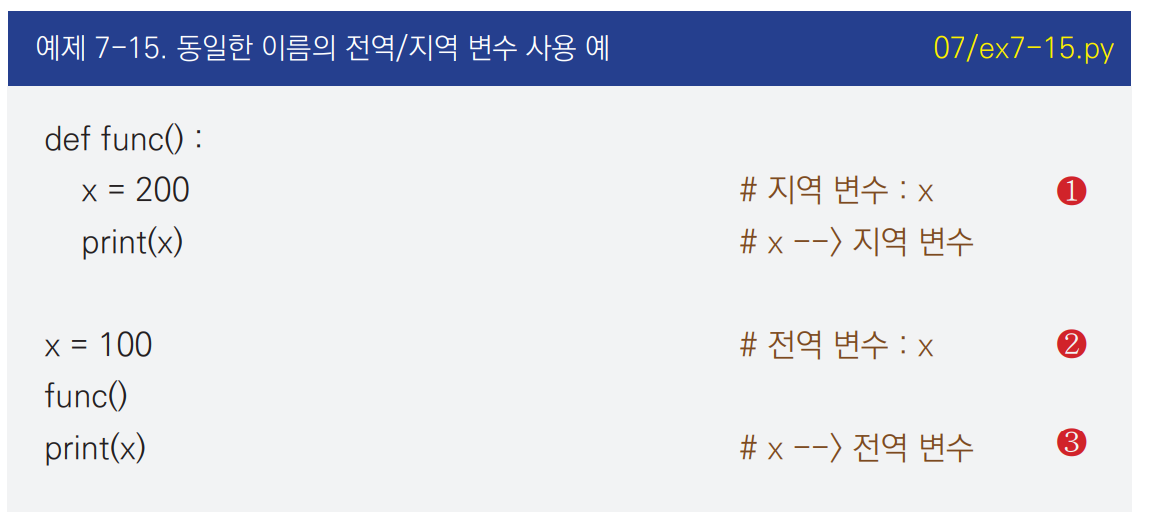 예제 7-15. 동일한 이름의 전역/지역 변수 사용 예 07/ex7-15.py
def func() :
x = 200 # 지역 변수 : x ❶
print(x) # x --> 지역 변수
x = 100 # 전역 변수 : x ❷
func()
print(x) # x --> 전역 변수 ❸